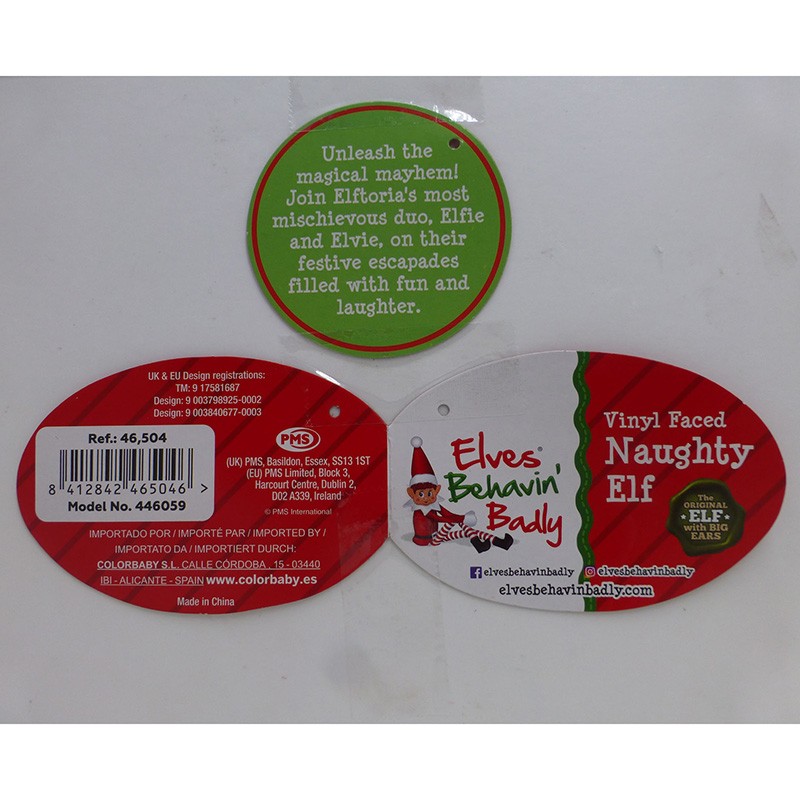 Unleash the
magical mayhem!
Join Elftoria's most
mischievous duo, Elfie
and Elvie, on their
festive escapades
filled with fun and
laughter.
UK & EU Design registrations:
TM: 9 17581687
Design: 9 003798925-0002
Design: 9 003840677-0003
Ref.: 46,504
8 412842 465046 >
Model No. 446059
PMS
(UK) PMS, Basildon, Essex, SS13 1ST
(EU) PMS Limited, Block 3,
Harcourt Centre, Dublin 2,
D02 A339, Ireland
© PMS International
IMPORTADO POR / IMPORTÉ PAR / IMPORTED BY /
IMPORTATO DA / IMPORTIERT DURCH:
COLORBABY S.L. CALLE CÓRDOBA , 15 - 03440
IBI - ALICANTE - SPAIN www.colorbaby.es
Made in China
Elves®
Behavin'
Badly
elvesbehavinbadly elvesbehavinbadly
elvesbehavinbadly.com
Vinyl Faced
Naughty
Elf
The
ORIGINAL
ELF
with BIG
EARS